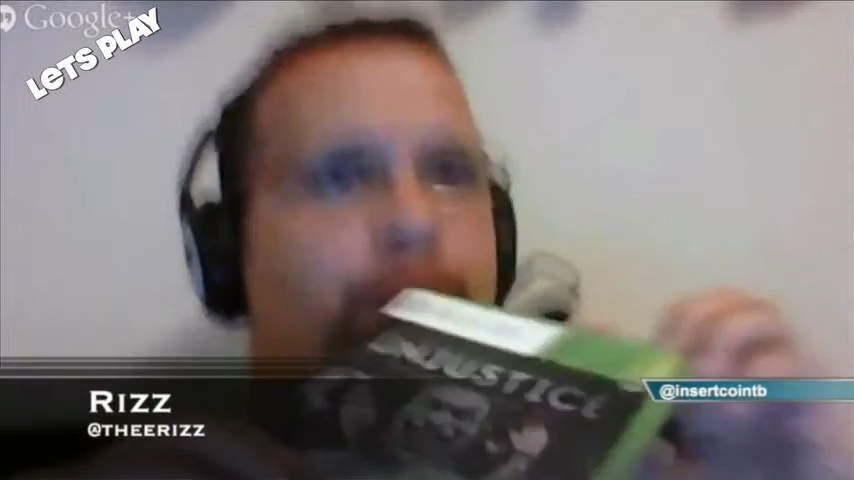 Google+
LETS PLAY
INJUSTICE
@insertcointb
RIZZ
@THEERIZZ